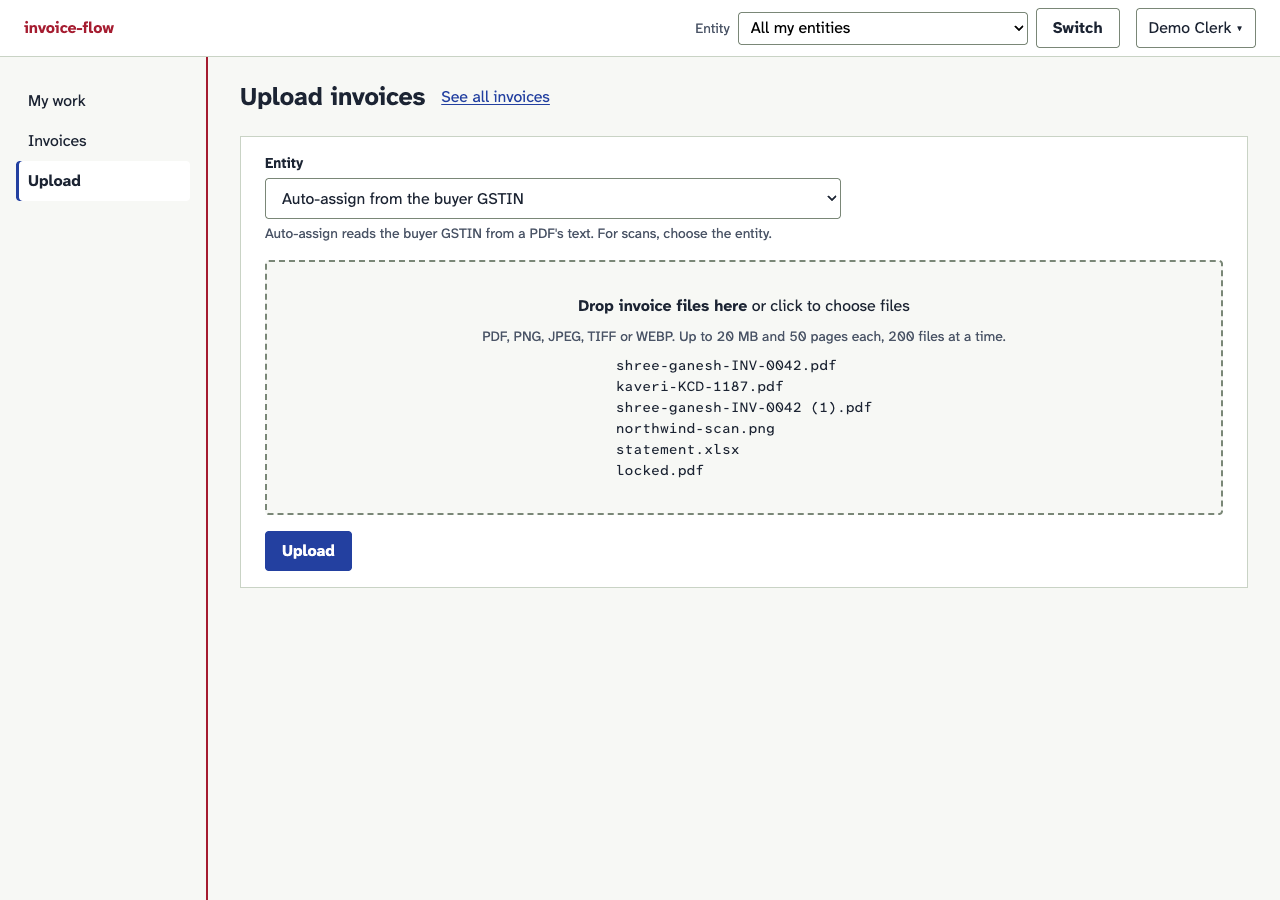 invoice-flow
Entity
All my entities
Switch
Demo Clerk ▾
My work
Invoices
Upload
Upload invoices
See all invoices
Entity
Auto-assign from the buyer GSTIN
Auto-assign reads the buyer GSTIN from a PDF's text. For scans, choose the entity.
Drop invoice files here or click to choose files
PDF, PNG, JPEG, TIFF or WEBP. Up to 20 MB and 50 pages each, 200 files at a time.
shree-ganesh-INV-0042.pdf
kaveri-KCD-1187.pdf
shree-ganesh-INV-0042 (1).pdf
northwind-scan.png
statement.xlsx
locked.pdf
Upload